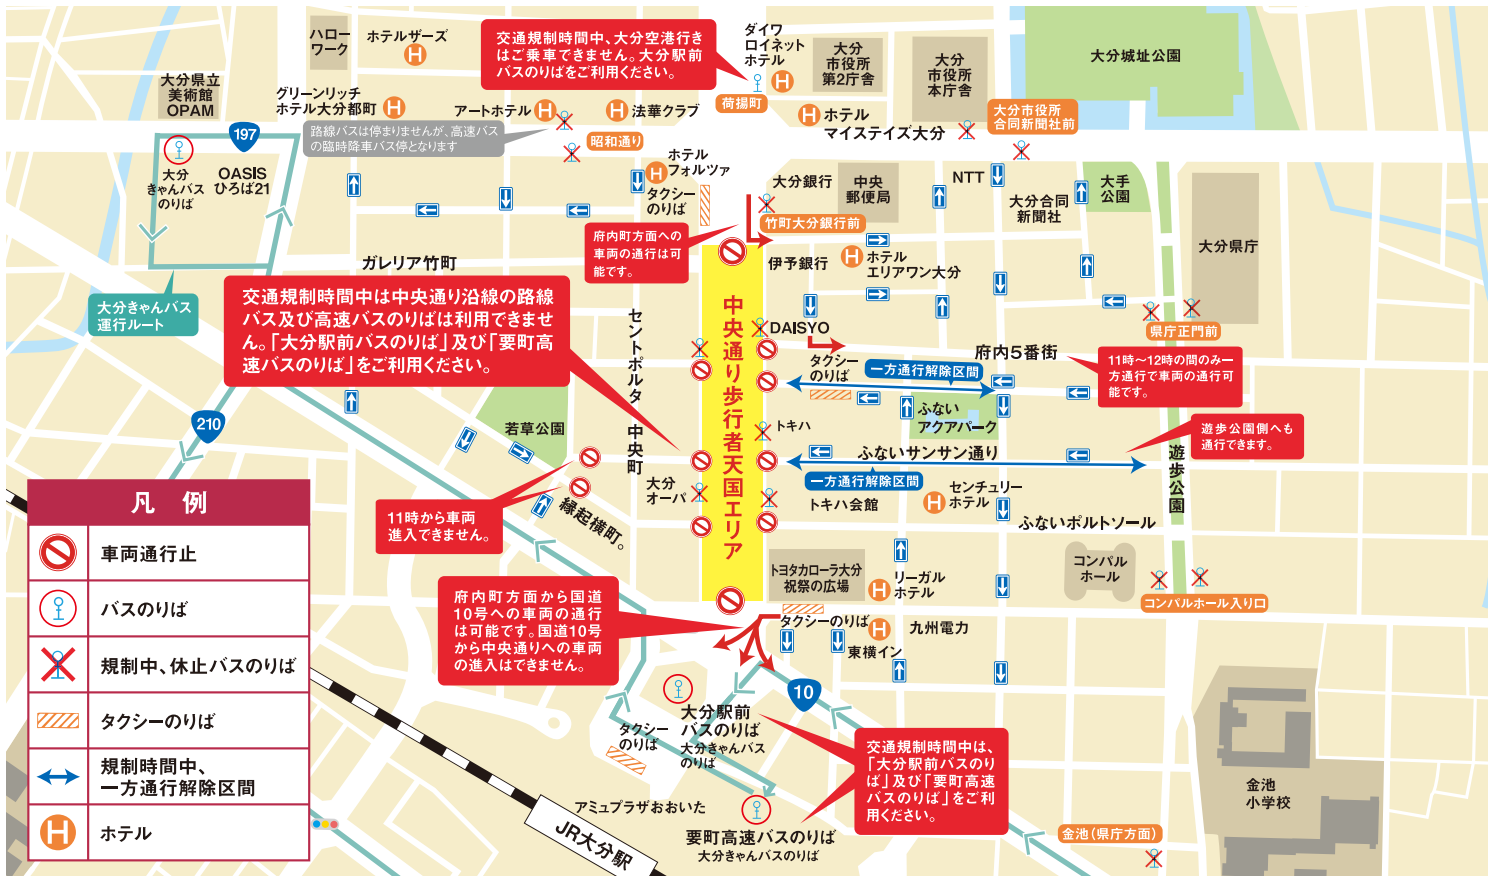 ハロー
ワーク
ホテルザーズ
H
交通規制時間中、大分空港行き
はご乗車できません。大分駅前
バスのりばをご利用ください。
ダイワ
ロイネット
ホテル
H
荷揚町
大分
市役所
第2庁舎
大分
市役所
本庁舎
大分城址公園
大分県立
美術館
OPAM
グリーンリッチ
ホテル大分都町
H
アートホテル
H
H
法華クラブ
H
ホテル
マイステイズ大分
大分市役所
合同新聞社前
197
路線バスは停まりませんが、高速バス
の臨時降車バス停となります
昭和通り
大分
きゃんバス
のりば
OASIS
ひろば21
H
ホテル
フォルツァ
タクシー
のりば
大分銀行
中央
郵便局
NTT
大分合同
新聞社
大手
公園
大分県庁
竹町大分銀行前
府内町方面への
車両の通行は可
能です。
ガレリア竹町
伊予銀行
H
ホテル
エリアワン大分
大分きゃんバス
運行ルート
交通規制時間中は中央通り沿線の路線
バス及び高速バスのりばは利用できませ
ん。「大分駅前バスのりば」及び「要町高
速バスのりば」をご利用ください。
セントポルタ
中央町
中央通り歩行者天国エリア
DAISYO
県庁正門前
府内5番街
タクシー
のりば
一方通行解除区間
11時〜12時の間のみ一
方通行で車両の通行可
能です。
210
若草公園
ふない
アクアパーク
トキハ
ふないサンサン通り
遊歩公園側へも
通行できます。
遊歩公園
一方通行解除区間
大分
オーパ
トキハ会館
H
センチュリー
ホテル
ふないポルトソール
11時から車両
進入できません。
縁起横町。
凡例
車両通行止
バスのりば
規制中、休止バスのりば
タクシーのりば
規制時間中、
一方通行解除区間
H
ホテル
府内町方面から国道
10号への車両の通行
は可能です。国道10号
から中央通りへの車両
の進入はできません。
トヨタカローラ大分
祝祭の広場
H
リーガル
ホテル
コンパル
ホール
コンパルホール入り口
タクシーのりば
H
九州電力
東横イン
10
大分駅前
バスのりば
大分きゃんバス
のりば
タクシー
のりば
交通規制時間中は、
「大分駅前バスのり
ば」及び「要町高速
バスのりば」をご利
用ください。
アミュプラザおおいた
JR大分駅
要町高速バスのりば
大分きゃんバスのりば
金池
小学校
金池(県庁方面)